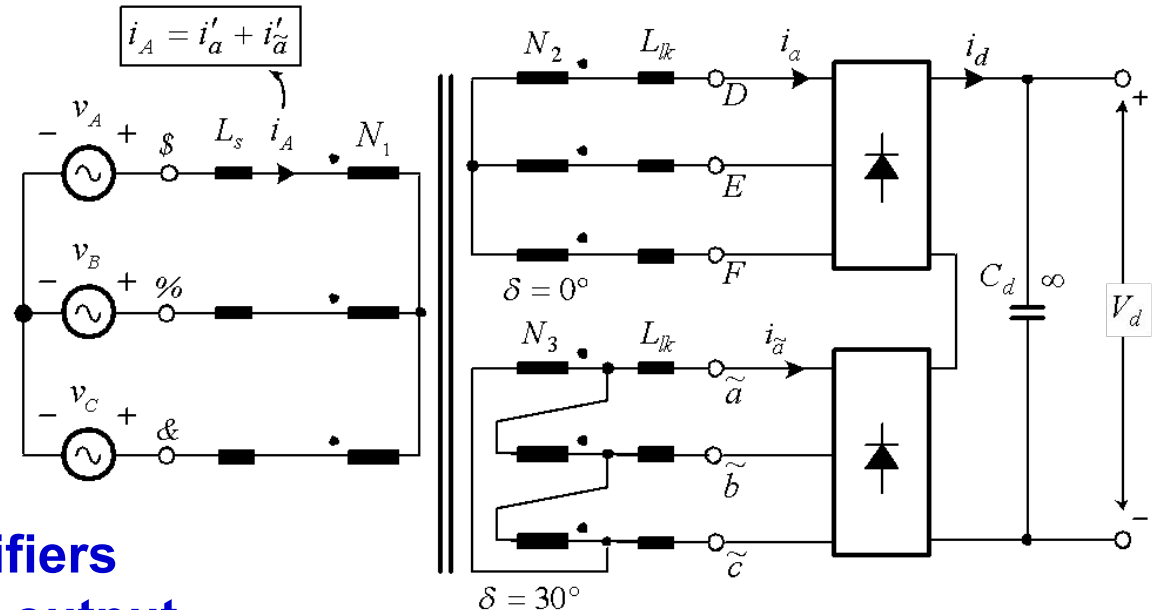 i_A = i'_a + i'_ã
v_A
− +
$
L_s
i_A
N_1
N_2
L_lk
i_a
i_d
D
+
E
v_B
− +
%
F
δ = 0°
C_d ∞
V_d
N_3
L_lk
i_ã
ã
v_C
− +
&
b̃
c̃
−
δ = 30°
ifiers
output